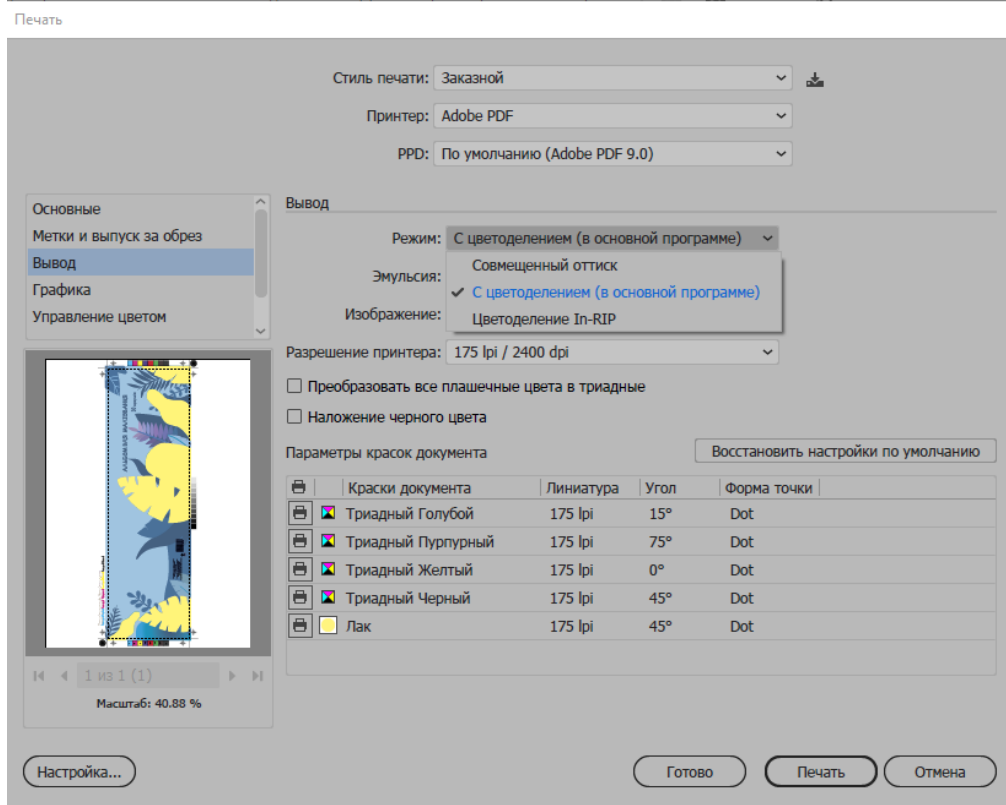 Печать
Стиль печати: Заказной
Принтер: Adobe PDF
PPD: По умолчанию (Adobe PDF 9.0)
Основные
Метки и выпуск за обрез
Вывод
Графика
Управление цветом
Вывод
Режим: С цветоделением (в основной программе)
Совмещенный оттиск
Эмульсия:
С цветоделением (в основной программе)
Изображение:
Цветоделение In-RIP
Разрешение принтера: 175 lpi / 2400 dpi
Преобразовать все плашечные цвета в триадные
Наложение черного цвета
Параметры красок документа Восстановить настройки по умолчанию
Краски документа Линиатура Угол Форма точки
Триадный Голубой 175 lpi 15° Dot
Триадный Пурпурный 175 lpi 75° Dot
Триадный Желтый 175 lpi 0° Dot
Триадный Черный 175 lpi 45° Dot
Лак 175 lpi 45° Dot
1 из 1 (1)
Масштаб: 40.88 %
Настройка... Готово Печать Отмена